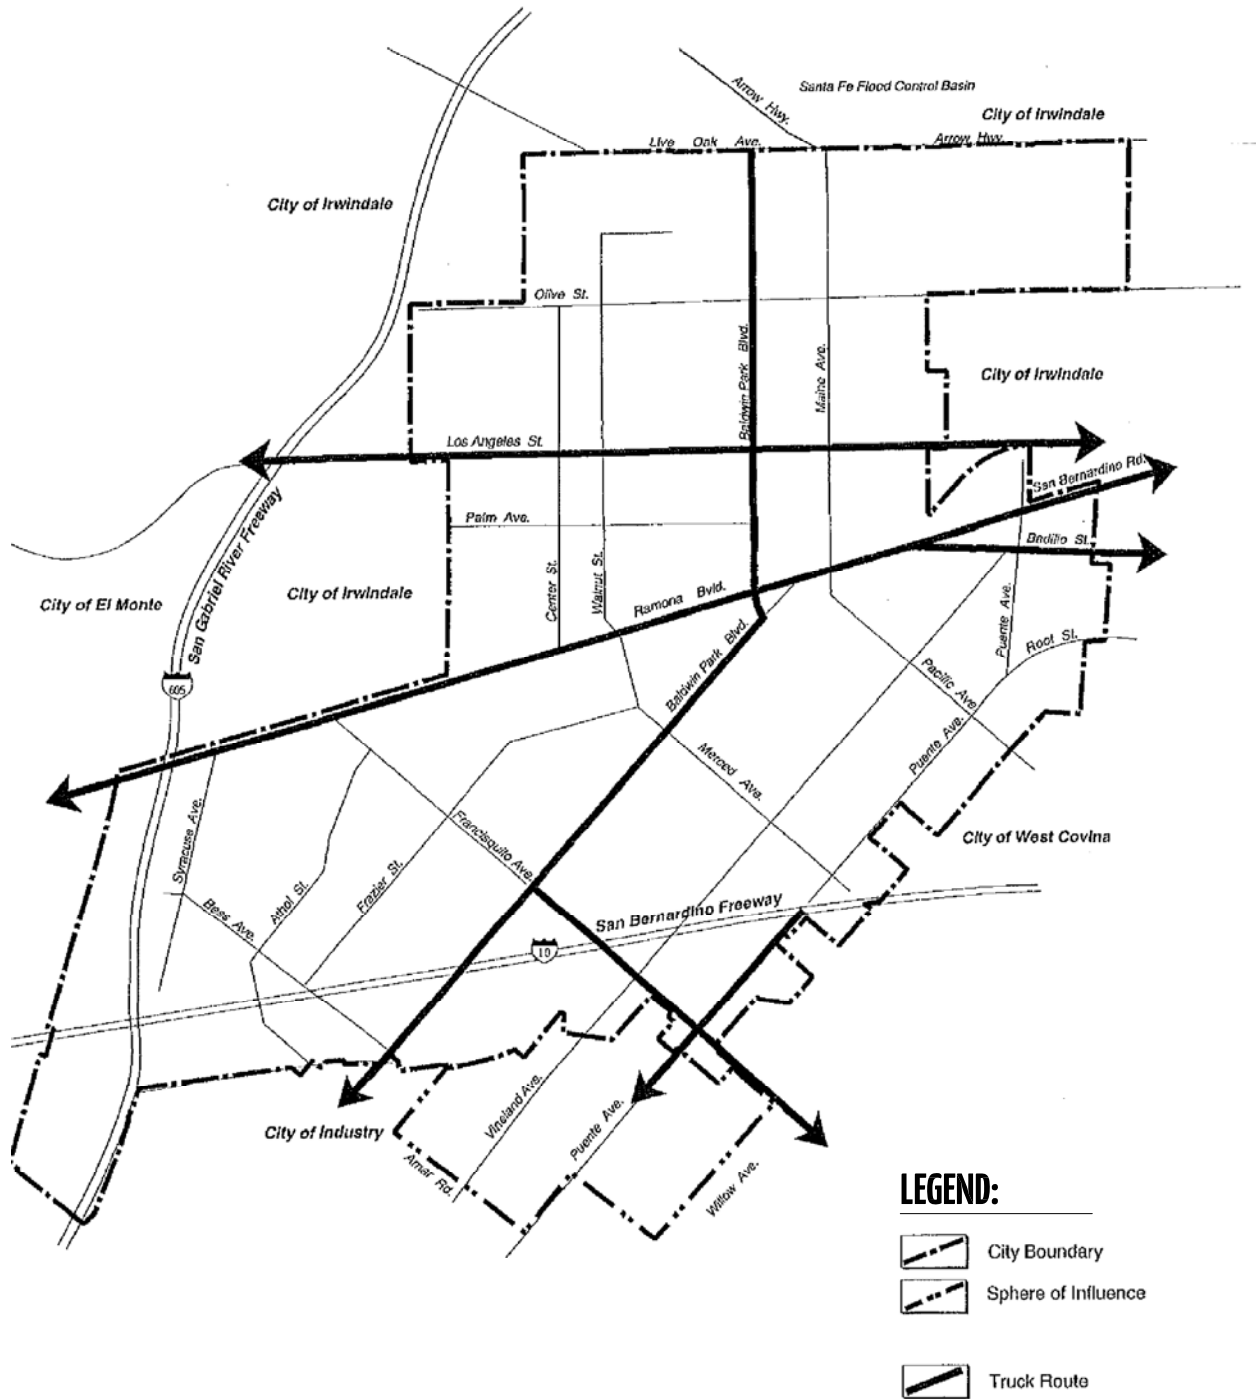 Santa Fe Flood Control Basin
Arrow Hwy.
City of Irwindale
Live Oak Ave.
Arrow Hwy.
City of Irwindale
Olive St.
Baldwin Park Blvd.
Maine Ave.
City of Irwindale
Los Angeles St.
San Bernardino Rd.
San Gabriel River Freeway
Palm Ave.
Badillo St.
Center St.
Walnut St.
City of El Monte
City of Irwindale
Ramona Bvld.
Puente Ave.
Root St.
Baldwin Park Blvd.
Pacific Ave.
605
Puente Ave.
Merced Ave.
Syracuse Ave.
Francisquito Ave.
City of West Covina
Athol St.
Frazier St.
Bess Ave.
San Bernardino Freeway
10
Vineland Ave.
City of Industry
Puente Ave.
Amar Rd.
Willow Ave.
LEGEND:
City Boundary
Sphere of Influence
Truck Route